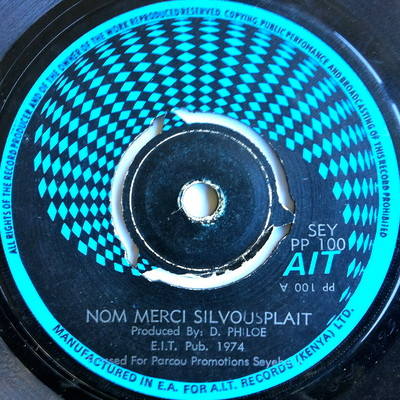 ALL RIGHTS OF THE RECORD PRODUCER AND OF THE OWNER OF THE WORK REPRODUCED RESERVED COPYING PUBLIC PERFOMANCE AND BROADCASTING OF THIS RECORD PROHIBITED
SEY
PP 100
AIT
PP 100 A
NOM MERCI SILVOUSPLAIT
Produced By: D. PHILOE
E.I.T. Pub. 1974
For Parcou Promotions
MANUFACTURED IN E.A. FOR A.I.T. RECORDS (KENYA) LTD.